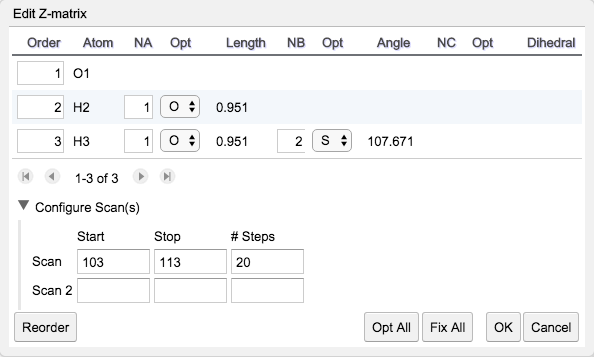 Edit Z-matrix
Order Atom NA Opt Length NB Opt Angle NC Opt Dihedral
1 O1
2 H2 1 O 0.951
3 H3 1 O 0.951 2 S 107.671
1-3 of 3
Configure Scan(s)
Start Stop # Steps
Scan 103 113 20
Scan 2
Reorder Opt All Fix All OK Cancel